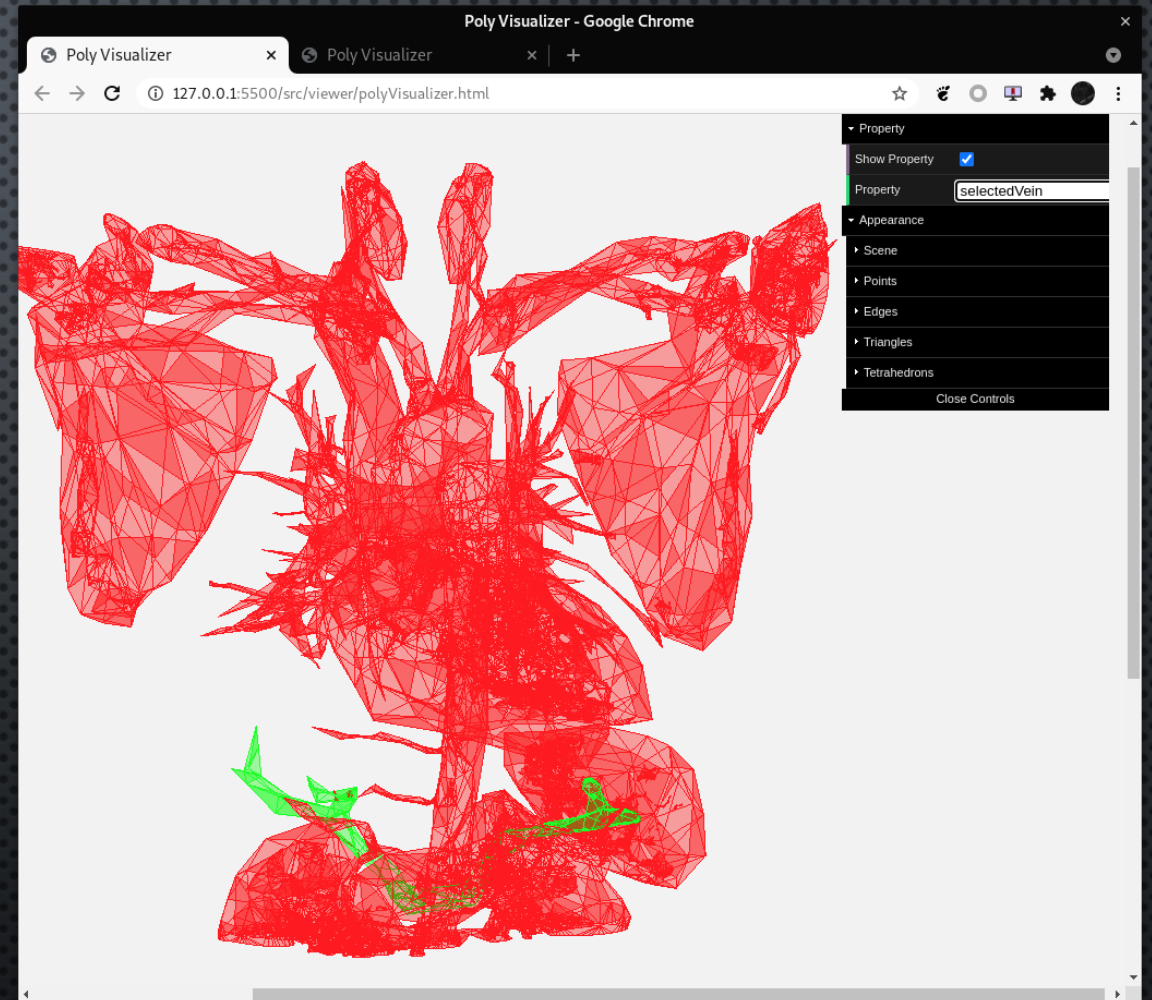 Poly Visualizer - Google Chrome
Poly Visualizer
Poly Visualizer
127.0.0.1:5500/src/viewer/polyVisualizer.html
Property
Show Property
Property selectedVein
Appearance
Scene
Points
Edges
Triangles
Tetrahedrons
Close Controls